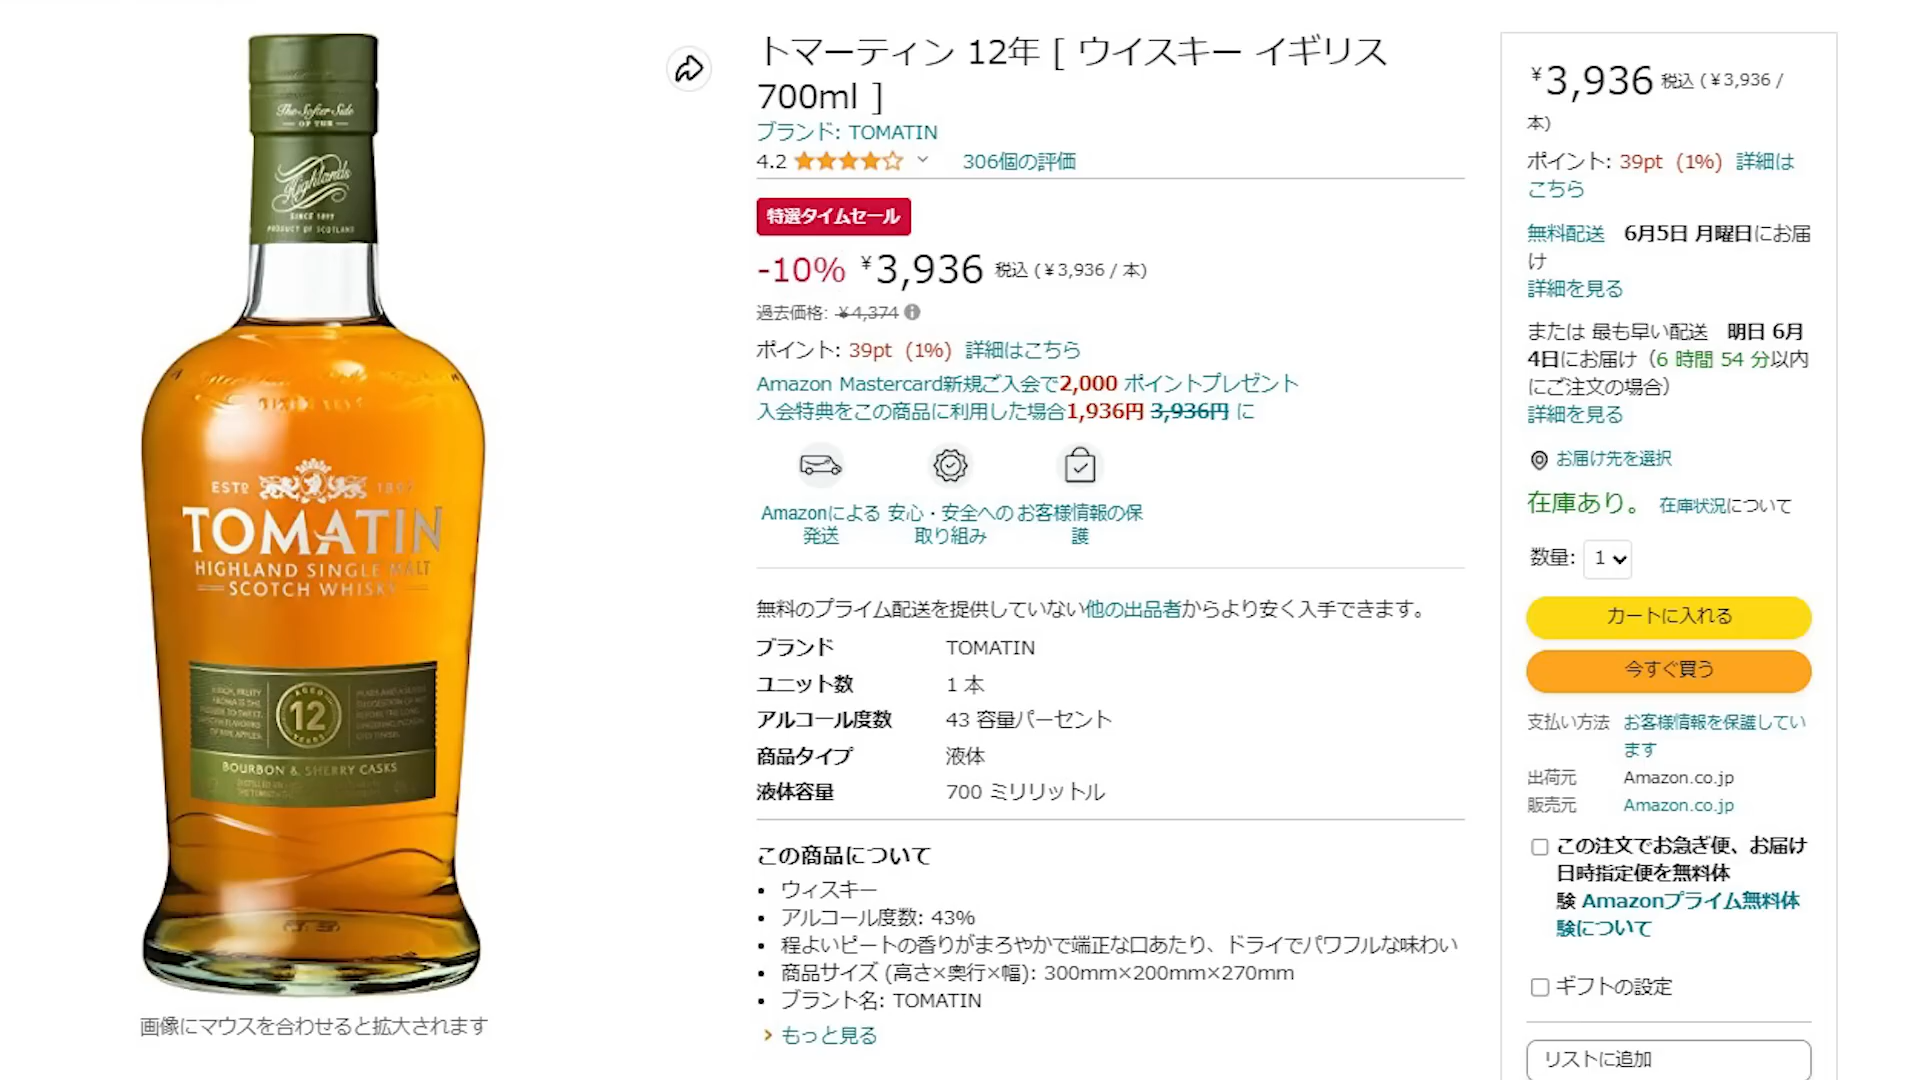 The Softer Side
OF THE
Highlands
SINCE 1897
PRODUCT OF SCOTLAND
ESTD 1897
TOMATIN
HIGHLAND SINGLE MALT
SCOTCH WHISKY
AGED
12
YEARS
BOURBON & SHERRY CASKS
画像にマウスを合わせると拡大されます
トマーティン 12年 [ ウイスキー イギリス
700ml ]
ブランド: TOMATIN
4.2 306個の評価
特選タイムセール
-10% ¥3,936 税込 (¥3,936 / 本)
過去価格: ¥4,374
ポイント: 39pt (1%) 詳細はこちら
Amazon Mastercard新規ご入会で2,000 ポイントプレゼント
入会特典をこの商品に利用した場合1,936円 3,936円 に
Amazonによる発送
安心・安全への取り組み
お客様情報の保護
無料のプライム配送を提供していない他の出品者からより安く入手できます。
ブランド TOMATIN
ユニット数 1 本
アルコール度数 43 容量パーセント
商品タイプ 液体
液体容量 700 ミリリットル
この商品について
• ウィスキー
• アルコール度数: 43%
• 程よいピートの香りがまろやかで端正な口あたり、ドライでパワフルな味わい
• 商品サイズ (高さ×奥行×幅): 300mm×200mm×270mm
• ブラント名: TOMATIN
› もっと見る
¥3,936 税込 (¥3,936 /
本)
ポイント: 39pt (1%) 詳細は
こちら
無料配送 6月5日 月曜日にお届
け
詳細を見る
または 最も早い配送 明日 6月
4日にお届け（6 時間 54 分以内
にご注文の場合）
詳細を見る
お届け先を選択
在庫あり。 在庫状況について
数量: 1
カートに入れる
今すぐ買う
支払い方法 お客様情報を保護してい
ます
出荷元 Amazon.co.jp
販売元 Amazon.co.jp
この注文でお急ぎ便、お届け
日時指定便を無料体
験 Amazonプライム無料体
験について
ギフトの設定
リストに追加